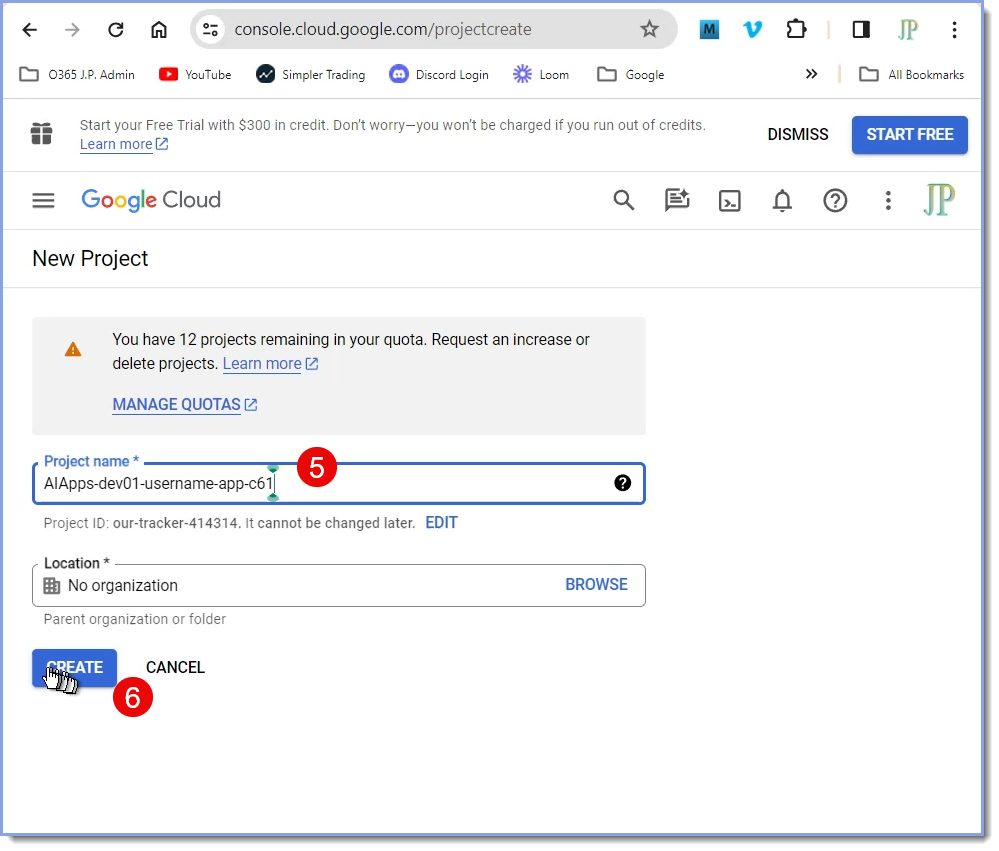 console.cloud.google.com/projectcreate
M
JP
O365 J.P. Admin
YouTube
Simpler Trading
Discord Login
Loom
Google
All Bookmarks
Start your Free Trial with $300 in credit. Don’t worry—you won’t be charged if you run out of credits.
Learn more
DISMISS
START FREE
Google Cloud
JP
New Project
You have 12 projects remaining in your quota. Request an increase or
delete projects. Learn more
MANAGE QUOTAS
Project name *
5
AIApps-dev01-username-app-c61
Project ID: our-tracker-414314. It cannot be changed later. EDIT
Location *
No organization
BROWSE
Parent organization or folder
CREATE
CANCEL
6